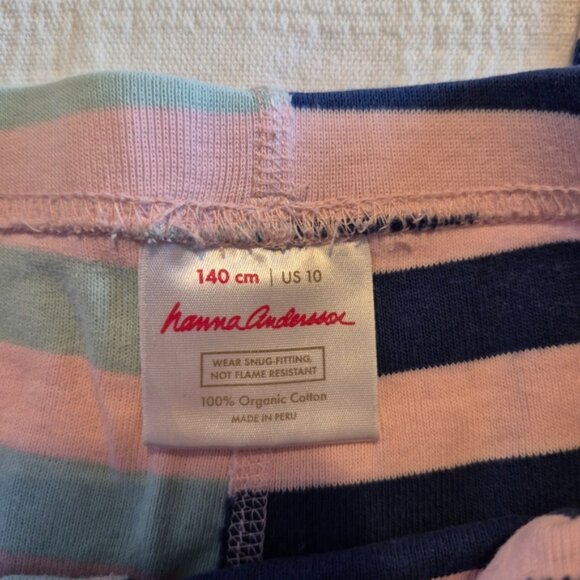 140 cm | US 10
hanna andersson
WEAR SNUG-FITTING,
NOT FLAME RESISTANT
100% Organic Cotton
MADE IN PERU